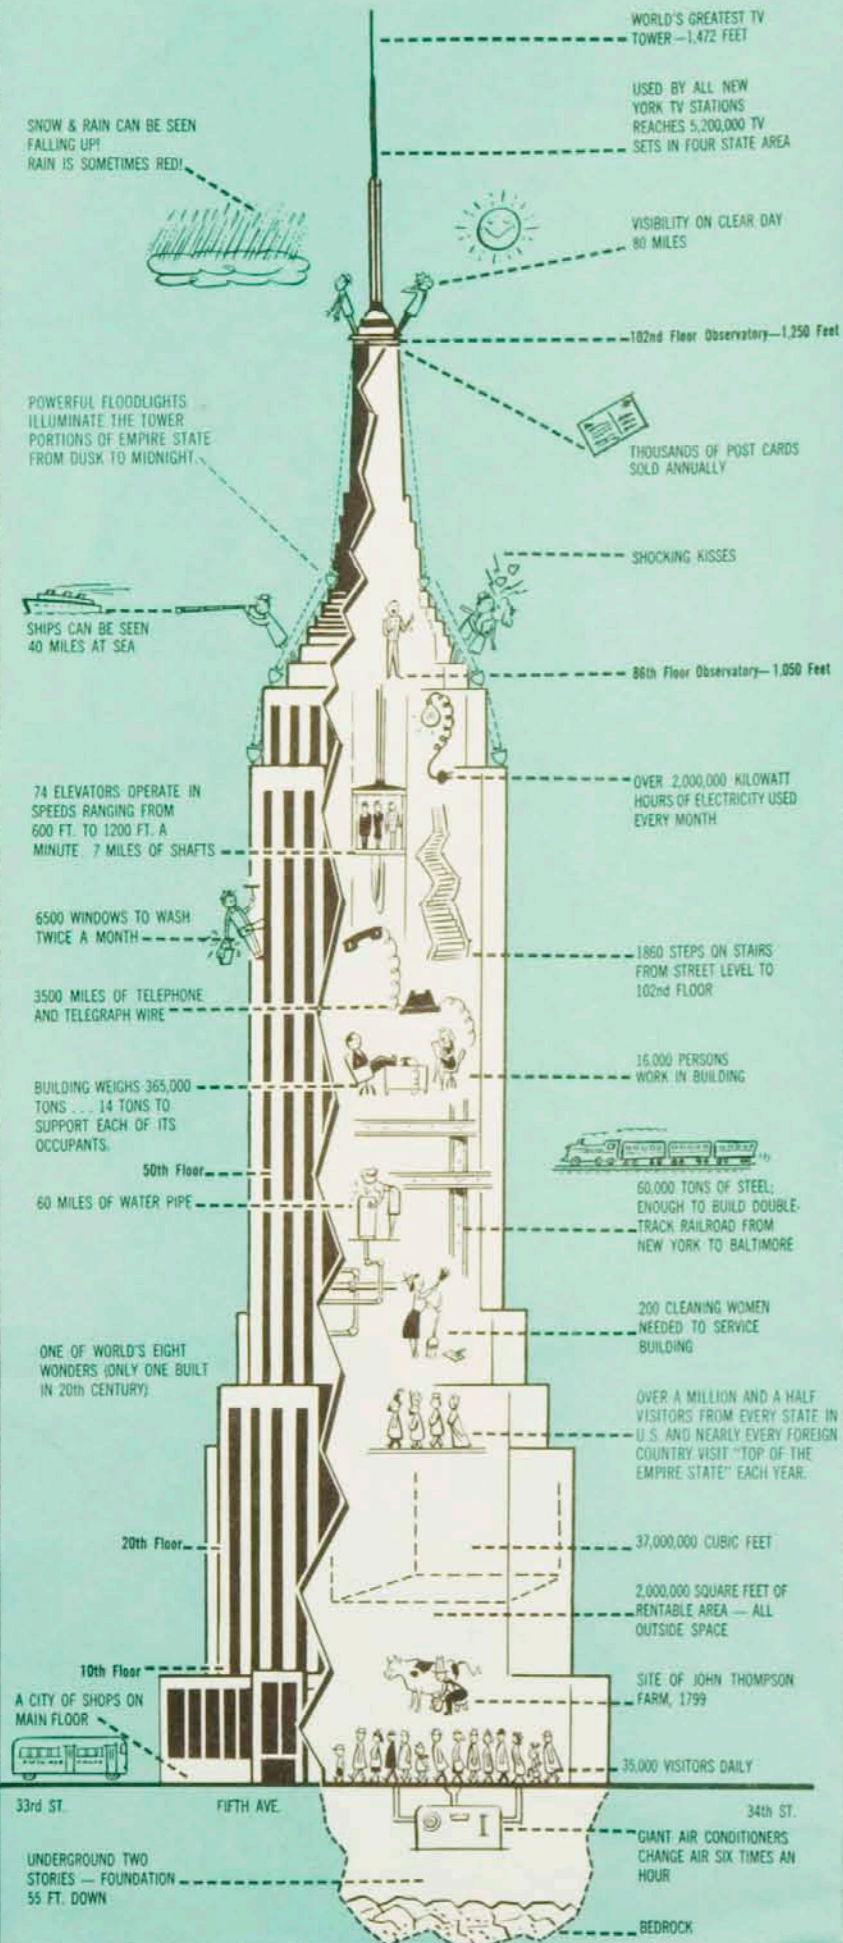 WORLD'S GREATEST TV
TOWER—1,472 FEET
USED BY ALL NEW
YORK TV STATIONS
REACHES 5,200,000 TV
SETS IN FOUR STATE AREA
SNOW & RAIN CAN BE SEEN
FALLING UP!
RAIN IS SOMETIMES RED!
VISIBILITY ON CLEAR DAY
80 MILES
102nd Floor Observatory—1,250 Feet
POWERFUL FLOODLIGHTS
ILLUMINATE THE TOWER
PORTIONS OF EMPIRE STATE
FROM DUSK TO MIDNIGHT.
THOUSANDS OF POST CARDS
SOLD ANNUALLY
SHOCKING KISSES
SHIPS CAN BE SEEN
40 MILES AT SEA
86th Floor Observatory—1,050 Feet
74 ELEVATORS OPERATE IN
SPEEDS RANGING FROM
600 FT. TO 1200 FT. A
MINUTE. 7 MILES OF SHAFTS
OVER 2,000,000 KILOWATT
HOURS OF ELECTRICITY USED
EVERY MONTH
6500 WINDOWS TO WASH
TWICE A MONTH
1860 STEPS ON STAIRS
FROM STREET LEVEL TO
102nd FLOOR
3500 MILES OF TELEPHONE
AND TELEGRAPH WIRE
16,000 PERSONS
WORK IN BUILDING
BUILDING WEIGHS 365,000
TONS . . . 14 TONS TO
SUPPORT EACH OF ITS
OCCUPANTS.
50th Floor
60 MILES OF WATER PIPE
60,000 TONS OF STEEL;
ENOUGH TO BUILD DOUBLE-
TRACK RAILROAD FROM
NEW YORK TO BALTIMORE
200 CLEANING WOMEN
NEEDED TO SERVICE
BUILDING
ONE OF WORLD'S EIGHT
WONDERS (ONLY ONE BUILT
IN 20th CENTURY)
OVER A MILLION AND A HALF
VISITORS FROM EVERY STATE IN
U.S. AND NEARLY EVERY FOREIGN
COUNTRY VISIT "TOP OF THE
EMPIRE STATE" EACH YEAR.
20th Floor
37,000,000 CUBIC FEET
2,000,000 SQUARE FEET OF
RENTABLE AREA — ALL
OUTSIDE SPACE
10th Floor
SITE OF JOHN THOMPSON
FARM, 1799
A CITY OF SHOPS ON
MAIN FLOOR
35,000 VISITORS DAILY
33rd ST.
FIFTH AVE.
34th ST.
GIANT AIR CONDITIONERS
CHANGE AIR SIX TIMES AN
HOUR
UNDERGROUND TWO
STORIES — FOUNDATION
55 FT. DOWN
BEDROCK